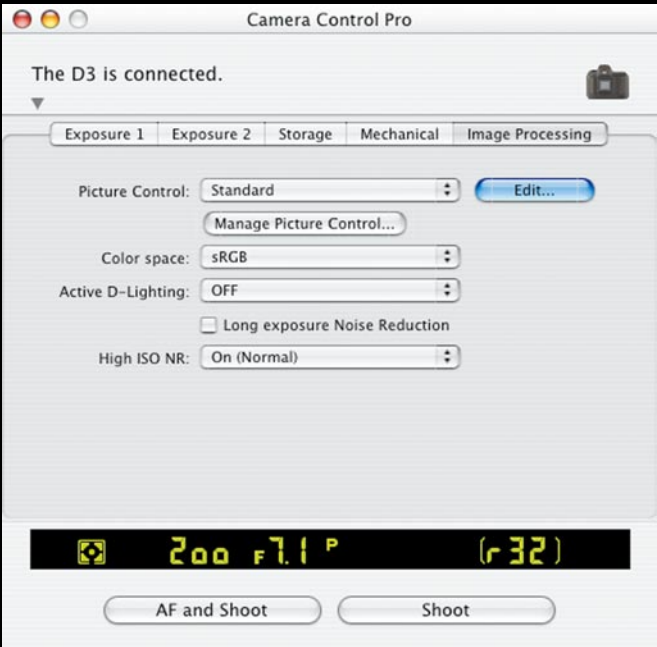 Camera Control Pro
The D3 is connected.
Exposure 1 Exposure 2 Storage Mechanical Image Processing
Picture Control: Standard Edit...
Manage Picture Control...
Color space: sRGB
Active D-Lighting: OFF
Long exposure Noise Reduction
High ISO NR: On (Normal)
200 F7.1 P (r32)
AF and Shoot Shoot